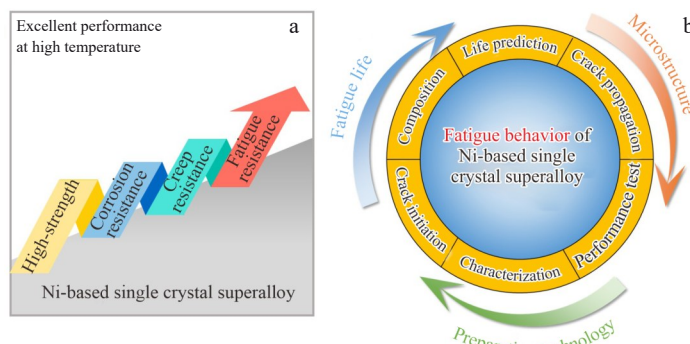 Excellent performance
at high temperature
a
High-strength
Corrosion
resistance
Creep
resistance
Fatigue
resistance
Ni-based single crystal superalloy
b
Fatigue life
Microstructure
Life prediction
Crack propagation
Performance test
Characterization
Crack initiation
Composition
Fatigue behavior of
Ni-based single
crystal superalloy